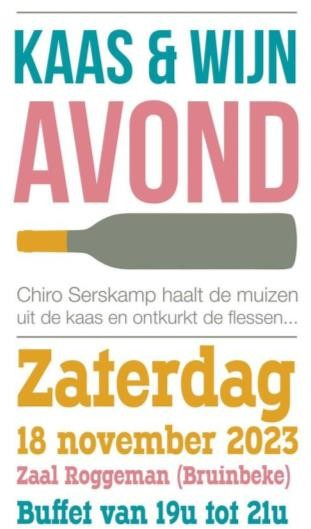 KAAS & WIJN
AVOND
Chiro Serskamp haalt de muizen
uit de kaas en ontkurkt de flessen...
Zaterdag
18 november 2023
Zaal Roggeman (Bruinbeke)
Buffet van 19u tot 21u